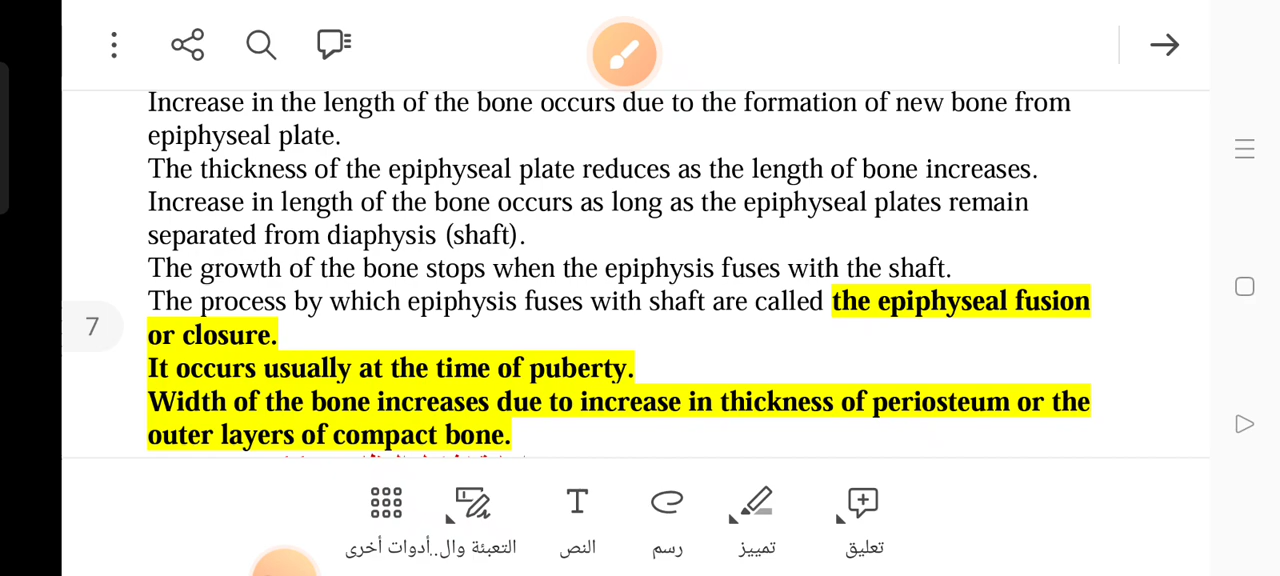 Increase in the length of the bone occurs due to the formation of new bone from
epiphyseal plate.
The thickness of the epiphyseal plate reduces as the length of bone increases.
Increase in length of the bone occurs as long as the epiphyseal plates remain
separated from diaphysis (shaft).
The growth of the bone stops when the epiphysis fuses with the shaft.
The process by which epiphysis fuses with shaft are called the epiphyseal fusion
or closure.
It occurs usually at the time of puberty.
Width of the bone increases due to increase in thickness of periosteum or the
outer layers of compact bone.
7
تعليق
تمييز
رسم
النص
التعبئة وال..
أدوات أخرى